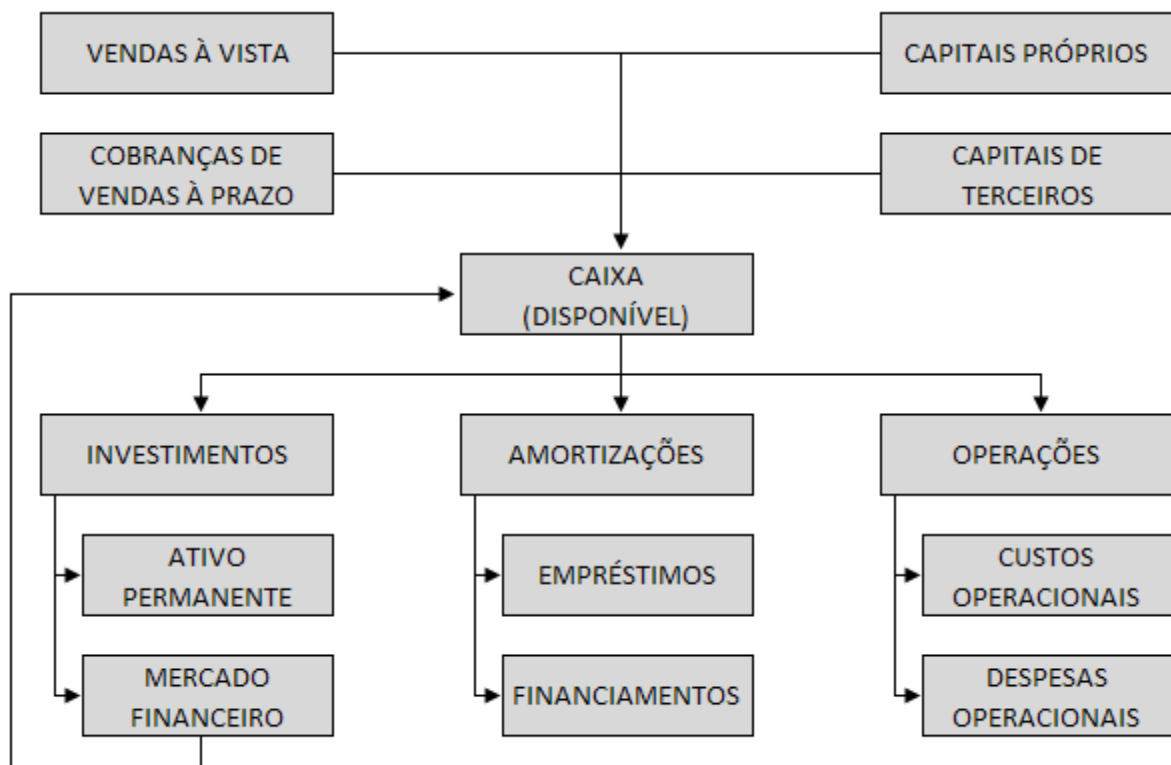 VENDAS À VISTA
CAPITAIS PRÓPRIOS
COBRANÇAS DE
VENDAS À PRAZO
CAPITAIS DE
TERCEIROS
CAIXA
(DISPONÍVEL)
INVESTIMENTOS
AMORTIZAÇÕES
OPERAÇÕES
ATIVO
PERMANENTE
EMPRÉSTIMOS
CUSTOS
OPERACIONAIS
MERCADO
FINANCEIRO
FINANCIAMENTOS
DESPESAS
OPERACIONAIS